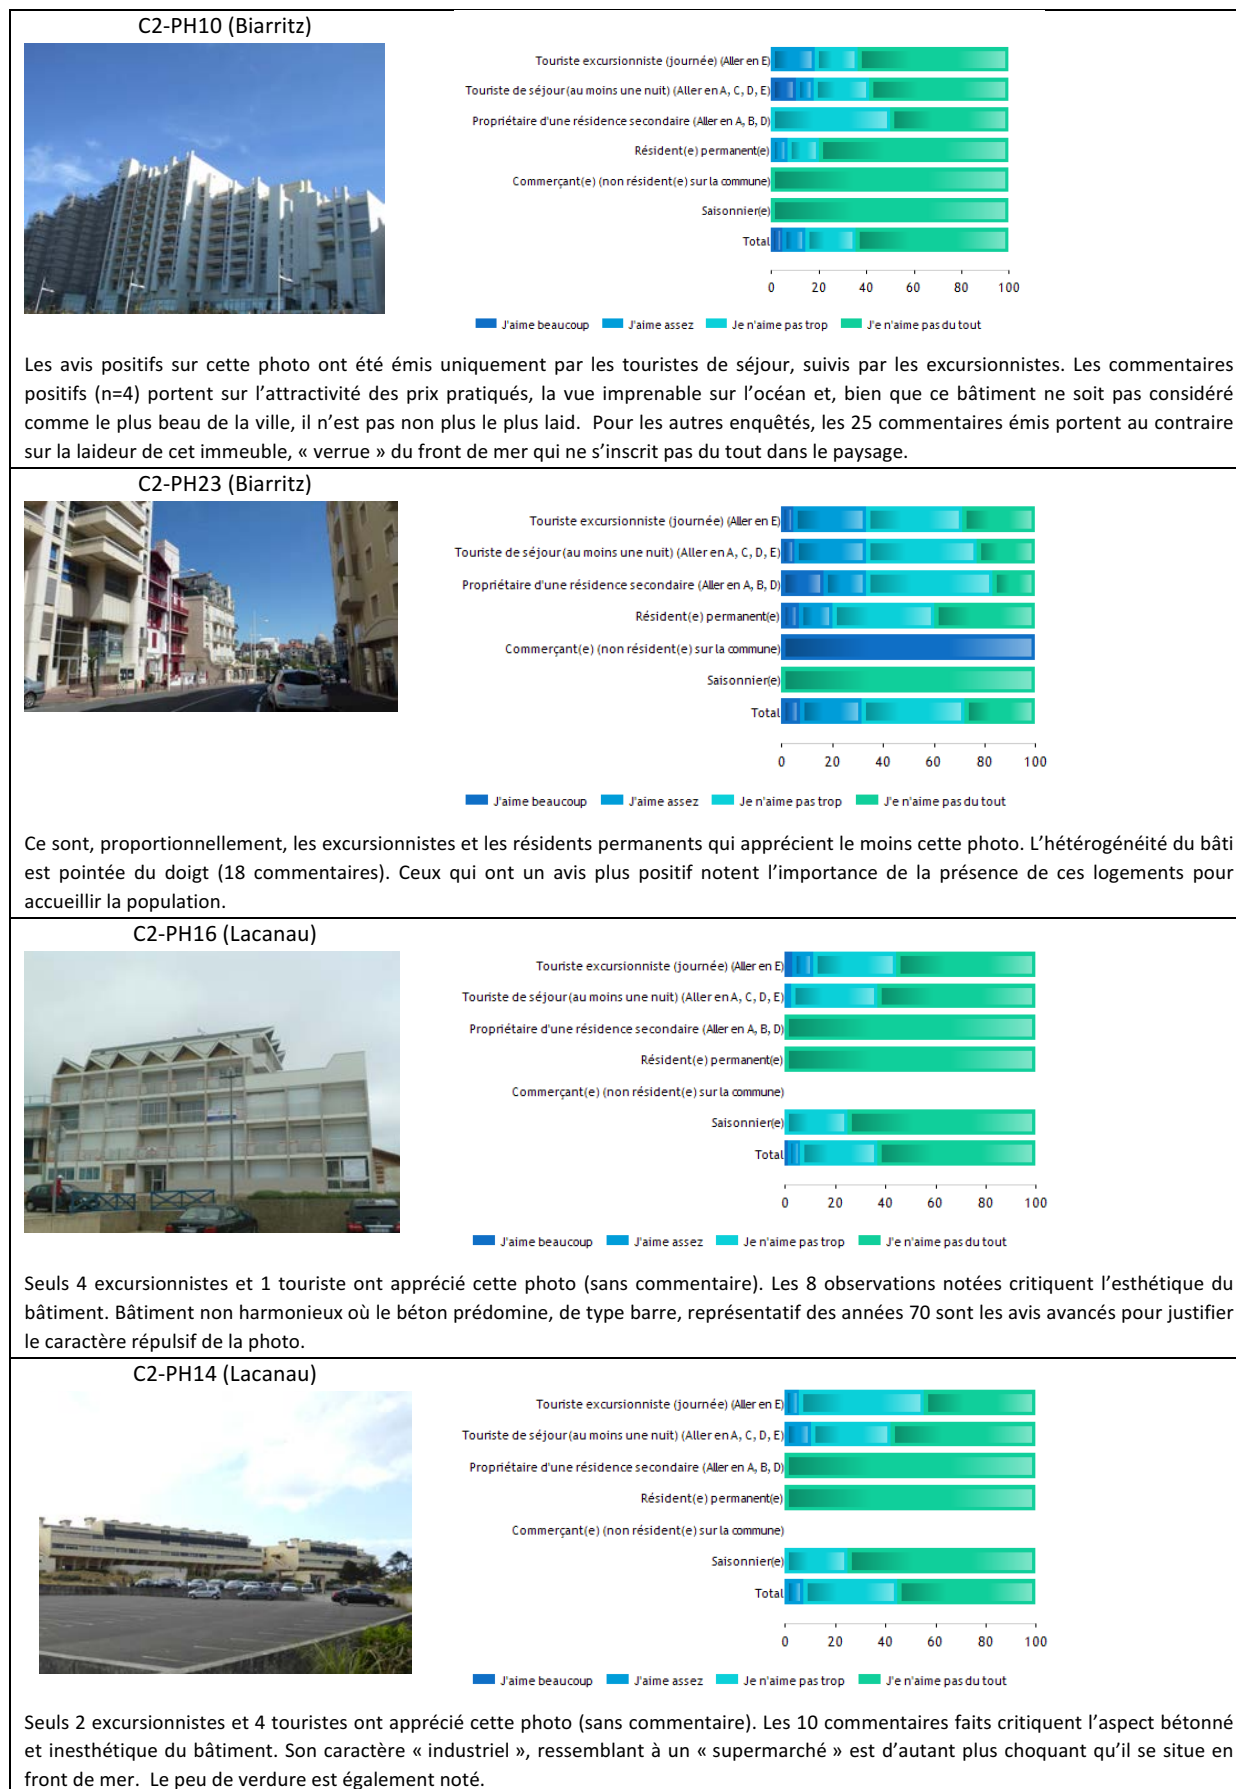 C2-PH10 (Biarritz)
Touriste excursionniste (journée) (Aller en E)
Touriste de séjour (au moins une nuit) (Aller en A, C, D, E)
Propriétaire d'une résidence secondaire (Aller en A, B, D)
Résident(e) permanent(e)
Commerçant(e) (non résident(e) sur la commune)
Saisonnier(e)
Total
0 20 40 60 80 100
J'aime beaucoup J'aime assez Je n'aime pas trop J'e n'aime pas du tout
Les avis positifs sur cette photo ont été émis uniquement par les touristes de séjour, suivis par les excursionnistes. Les commentaires
positifs (n=4) portent sur l'attractivité des prix pratiqués, la vue imprenable sur l'océan et, bien que ce bâtiment ne soit pas considéré
comme le plus beau de la ville, il n'est pas non plus le plus laid. Pour les autres enquêtés, les 25 commentaires émis portent au contraire
sur la laideur de cet immeuble, « verrue » du front de mer qui ne s'inscrit pas du tout dans le paysage.
C2-PH23 (Biarritz)
Touriste excursionniste (journée) (Aller en E)
Touriste de séjour (au moins une nuit) (Aller en A, C, D, E)
Propriétaire d'une résidence secondaire (Aller en A, B, D)
Résident(e) permanent(e)
Commerçant(e) (non résident(e) sur la commune)
Saisonnier(e)
Total
0 20 40 60 80 100
J'aime beaucoup J'aime assez Je n'aime pas trop J'e n'aime pas du tout
Ce sont, proportionnellement, les excursionnistes et les résidents permanents qui apprécient le moins cette photo. L'hétérogénéité du bâti
est pointée du doigt (18 commentaires). Ceux qui ont un avis plus positif notent l'importance de la présence de ces logements pour
accueillir la population.
C2-PH16 (Lacanau)
Touriste excursionniste (journée) (Aller en E)
Touriste de séjour (au moins une nuit) (Aller en A, C, D, E)
Propriétaire d'une résidence secondaire (Aller en A, B, D)
Résident(e) permanent(e)
Commerçant(e) (non résident(e) sur la commune)
Saisonnier(e)
Total
0 20 40 60 80 100
J'aime beaucoup J'aime assez Je n'aime pas trop J'e n'aime pas du tout
Seuls 4 excursionnistes et 1 touriste ont apprécié cette photo (sans commentaire). Les 8 observations notées critiquent l'esthétique du
bâtiment. Bâtiment non harmonieux où le béton prédomine, de type barre, représentatif des années 70 sont les avis avancés pour justifier
le caractère répulsif de la photo.
C2-PH14 (Lacanau)
Touriste excursionniste (journée) (Aller en E)
Touriste de séjour (au moins une nuit) (Aller en A, C, D, E)
Propriétaire d'une résidence secondaire (Aller en A, B, D)
Résident(e) permanent(e)
Commerçant(e) (non résident(e) sur la commune)
Saisonnier(e)
Total
0 20 40 60 80 100
J'aime beaucoup J'aime assez Je n'aime pas trop J'e n'aime pas du tout
Seuls 2 excursionnistes et 4 touristes ont apprécié cette photo (sans commentaire). Les 10 commentaires faits critiquent l'aspect bétonné
et inesthétique du bâtiment. Son caractère « industriel », ressemblant à un « supermarché » est d'autant plus choquant qu'il se situe en
front de mer. Le peu de verdure est également noté.